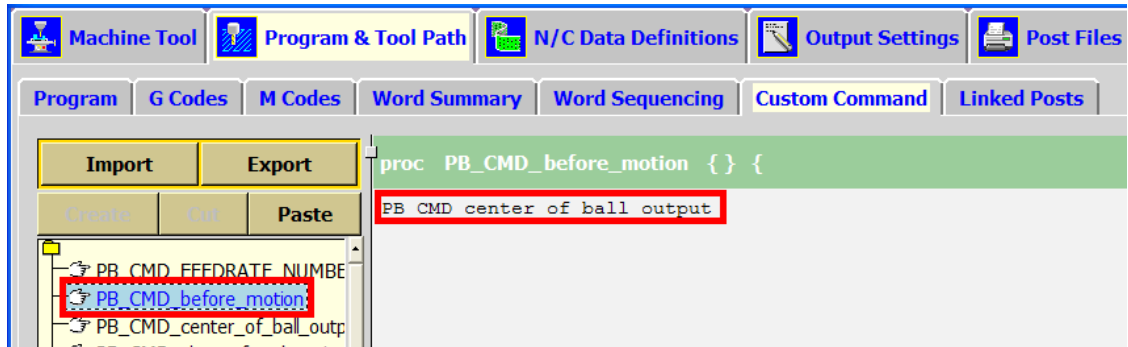 Machine Tool Program & Tool Path N/C Data Definitions Output Settings Post Files
Program G Codes M Codes Word Summary Word Sequencing Custom Command Linked Posts
Import Export
proc PB_CMD_before_motion { } {
Create Cut Paste
PB_CMD_center_of_ball_output
PB_CMD_FEEDRATE_NUMBE
PB_CMD_before_motion
PB_CMD_center_of_ball_outp